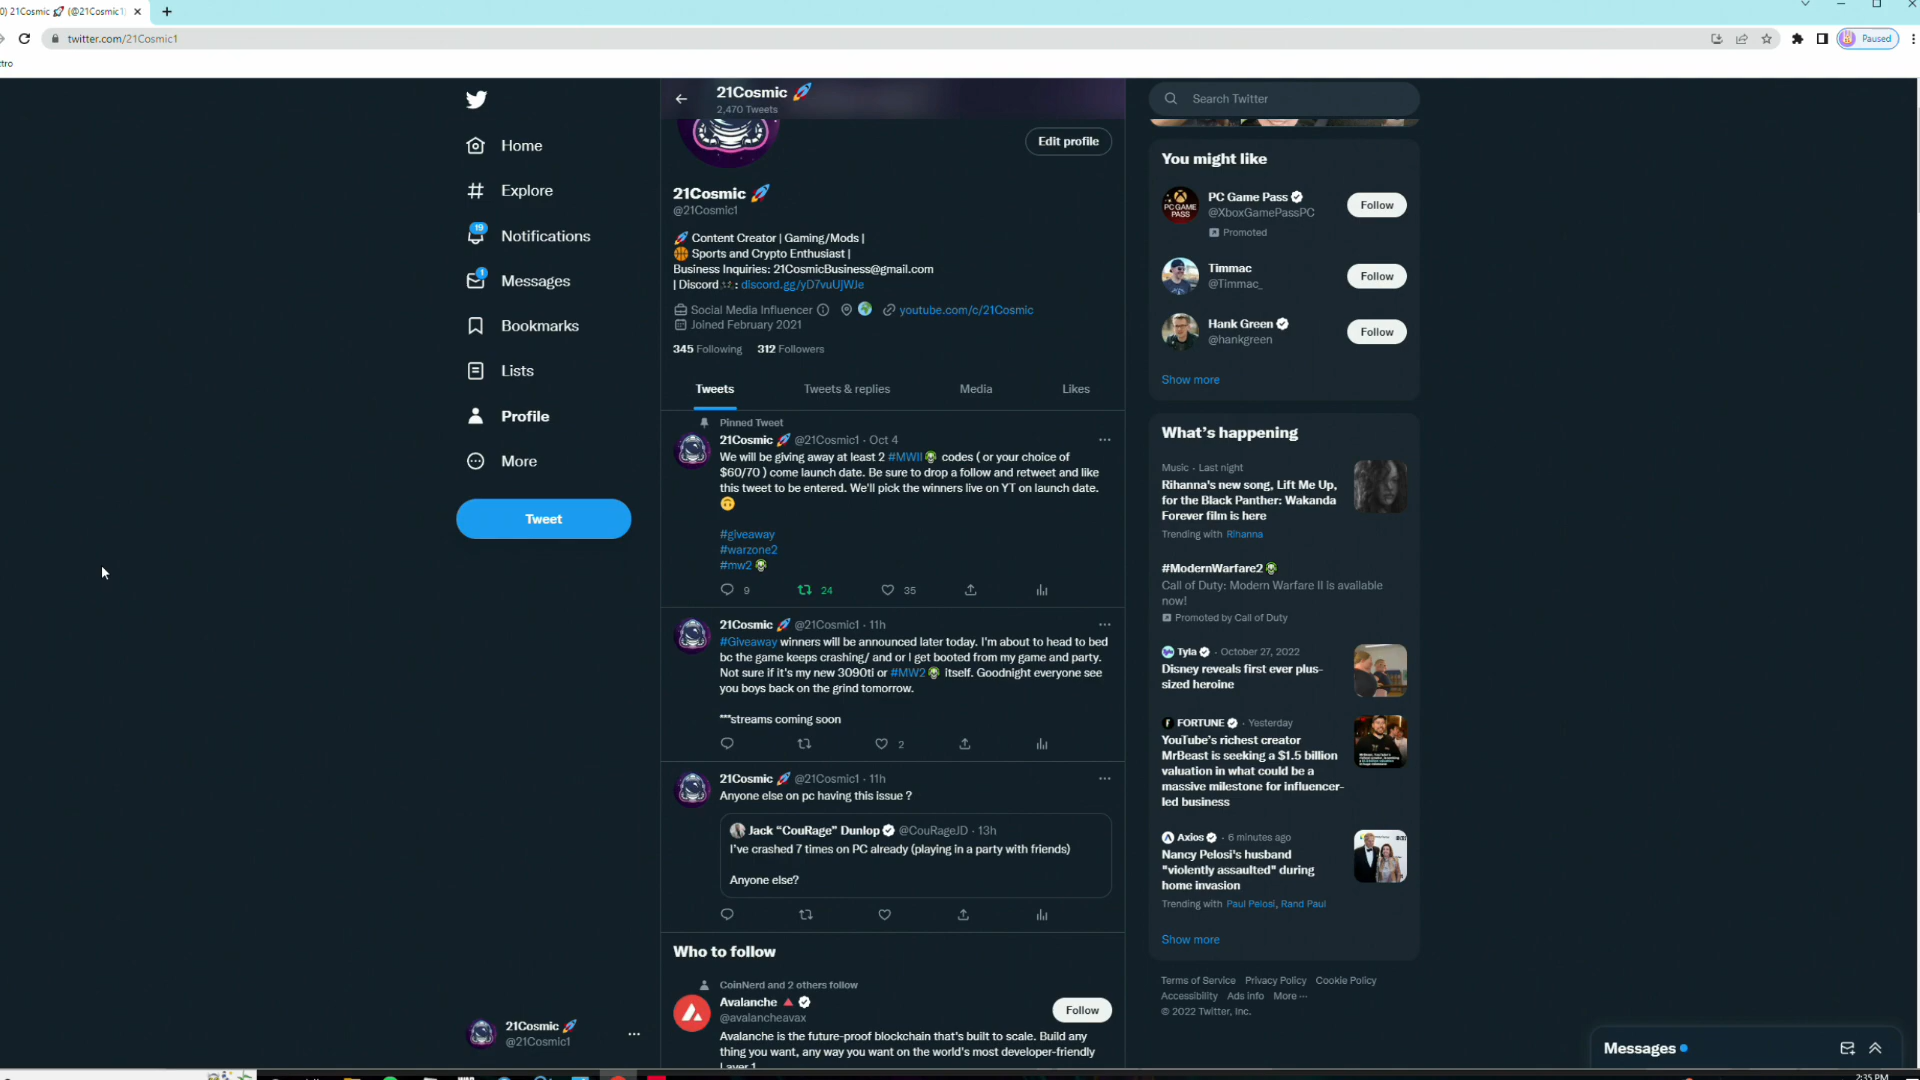 21Cosmic 🚀 (@21Cosmic1)
twitter.com/21Cosmic1
Paused
tro
Home
Explore
19
Notifications
1
Messages
Bookmarks
Lists
Profile
More
Tweet
21Cosmic 🚀
@21Cosmic1
21Cosmic 🚀
2,470 Tweets
Edit profile
21Cosmic 🚀
@21Cosmic1
🚀 Content Creator | Gaming/Mods |
🏀 Sports and Crypto Enthusiast |
Business Inquiries: 21CosmicBusiness@gmail.com
| Discord🎮: discord.gg/yD7vuUjWJe
Social Media Influencer 🌍 youtube.com/c/21Cosmic
Joined February 2021
345 Following 312 Followers
Tweets Tweets & replies Media Likes
Pinned Tweet
21Cosmic 🚀 @21Cosmic1 · Oct 4
We will be giving away at least 2 #MWII codes ( or your choice of
$60/70 ) come launch date. Be sure to drop a follow and retweet and like
this tweet to be entered. We'll pick the winners live on YT on launch date.
🙃
#giveaway
#warzone2
#mw2
9 24 35
21Cosmic 🚀 @21Cosmic1 · 11h
#Giveaway winners will be announced later today. I'm about to head to bed
bc the game keeps crashing/ and or I get booted from my game and party.
Not sure if it's my new 3090ti or #MW2 itself. Goodnight everyone see
you boys back on the grind tomorrow.
***streams coming soon
2
21Cosmic 🚀 @21Cosmic1 · 11h
Anyone else on pc having this issue ?
Jack “CouRage” Dunlop @CouRageJD · 13h
I've crashed 7 times on PC already (playing in a party with friends)
Anyone else?
Who to follow
CoinNerd and 2 others follow
Avalanche 🔺
@avalancheavax
Follow
Avalanche is the future-proof blockchain that's built to scale. Build any
thing you want, any way you want on the world's most developer-friendly
Layer 1
Search Twitter
You might like
PC GAME
PASS
PC Game Pass
@XboxGamePassPC
Promoted
Follow
Timmac
@Timmac_
Follow
Hank Green
@hankgreen
Follow
Show more
What's happening
Music · Last night
Rihanna's new song, Lift Me Up,
for the Black Panther: Wakanda
Forever film is here
Trending with Rihanna
#ModernWarfare2
Call of Duty: Modern Warfare II is available
now!
Promoted by Call of Duty
Tyla · October 27, 2022
Disney reveals first ever plus-
sized heroine
FORTUNE · Yesterday
YouTube's richest creator
MrBeast is seeking a $1.5 billion
valuation in what could be a
massive milestone for influencer-
led business
Axios · 6 minutes ago
Nancy Pelosi's husband
"violently assaulted" during
home invasion
Trending with Paul Pelosi, Rand Paul
Show more
Terms of Service Privacy Policy Cookie Policy
Accessibility Ads info More ···
© 2022 Twitter, Inc.
Messages
2:35 PM